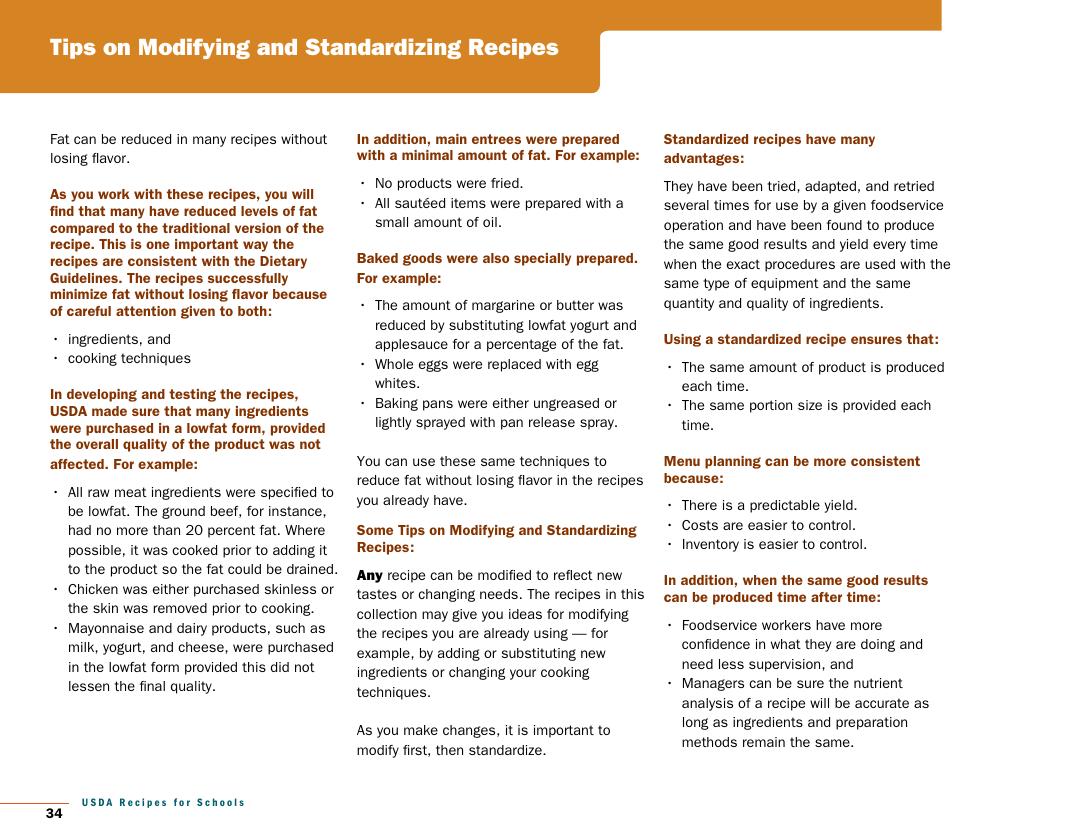 Tips on Modifying and Standardizing Recipes
Fat can be reduced in many recipes without
losing flavor.
As you work with these recipes, you will
find that many have reduced levels of fat
compared to the traditional version of the
recipe. This is one important way the
recipes are consistent with the Dietary
Guidelines. The recipes successfully
minimize fat without losing flavor because
of careful attention given to both:
· ingredients, and
· cooking techniques
In developing and testing the recipes,
USDA made sure that many ingredients
were purchased in a lowfat form, provided
the overall quality of the product was not
affected. For example:
· All raw meat ingredients were specified to
be lowfat. The ground beef, for instance,
had no more than 20 percent fat. Where
possible, it was cooked prior to adding it
to the product so the fat could be drained.
· Chicken was either purchased skinless or
the skin was removed prior to cooking.
· Mayonnaise and dairy products, such as
milk, yogurt, and cheese, were purchased
in the lowfat form provided this did not
lessen the final quality.
In addition, main entrees were prepared
with a minimal amount of fat. For example:
· No products were fried.
· All sautéed items were prepared with a
small amount of oil.
Baked goods were also specially prepared.
For example:
· The amount of margarine or butter was
reduced by substituting lowfat yogurt and
applesauce for a percentage of the fat.
· Whole eggs were replaced with egg
whites.
· Baking pans were either ungreased or
lightly sprayed with pan release spray.
You can use these same techniques to
reduce fat without losing flavor in the recipes
you already have.
Some Tips on Modifying and Standardizing
Recipes:
Any recipe can be modified to reflect new
tastes or changing needs. The recipes in this
collection may give you ideas for modifying
the recipes you are already using — for
example, by adding or substituting new
ingredients or changing your cooking
techniques.
As you make changes, it is important to
modify first, then standardize.
Standardized recipes have many
advantages:
They have been tried, adapted, and retried
several times for use by a given foodservice
operation and have been found to produce
the same good results and yield every time
when the exact procedures are used with the
same type of equipment and the same
quantity and quality of ingredients.
Using a standardized recipe ensures that:
· The same amount of product is produced
each time.
· The same portion size is provided each
time.
Menu planning can be more consistent
because:
· There is a predictable yield.
· Costs are easier to control.
· Inventory is easier to control.
In addition, when the same good results
can be produced time after time:
· Foodservice workers have more
confidence in what they are doing and
need less supervision, and
· Managers can be sure the nutrient
analysis of a recipe will be accurate as
long as ingredients and preparation
methods remain the same.
USDA Recipes for Schools
34